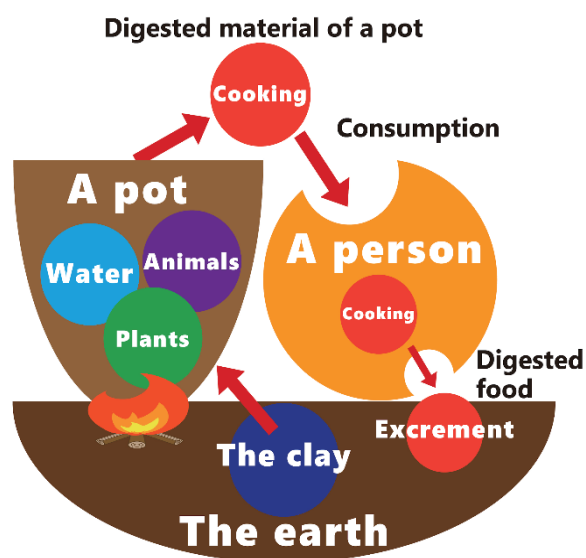 Digested material of a pot
Cooking
Consumption
A pot
Water
Animals
Plants
A person
Cooking
Digested
food
Excrement
The clay
The earth